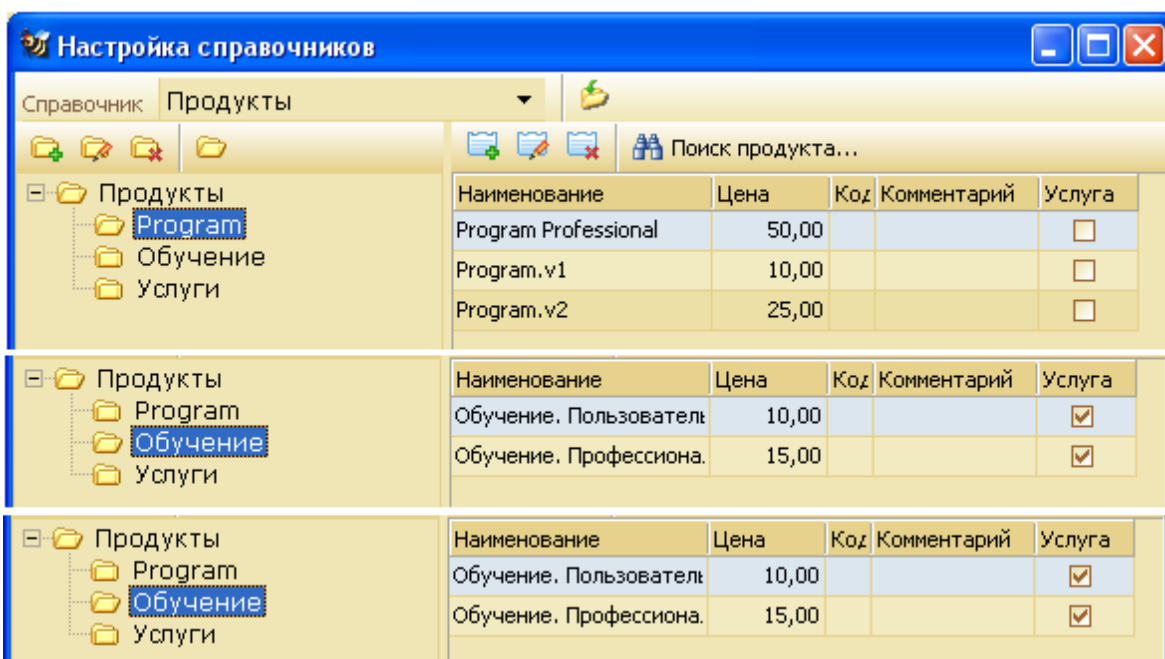 Настройка справочников
Справочник Продукты
Поиск продукта...
Продукты
Program
Обучение
Услуги
Наименование Цена Код Комментарий Услуга
Program Professional 50,00
Program.v1 10,00
Program.v2 25,00
Продукты
Program
Обучение
Услуги
Наименование Цена Код Комментарий Услуга
Обучение. Пользователь 10,00
Обучение. Профессиона. 15,00
Продукты
Program
Обучение
Услуги
Наименование Цена Код Комментарий Услуга
Обучение. Пользователь 10,00
Обучение. Профессиона. 15,00